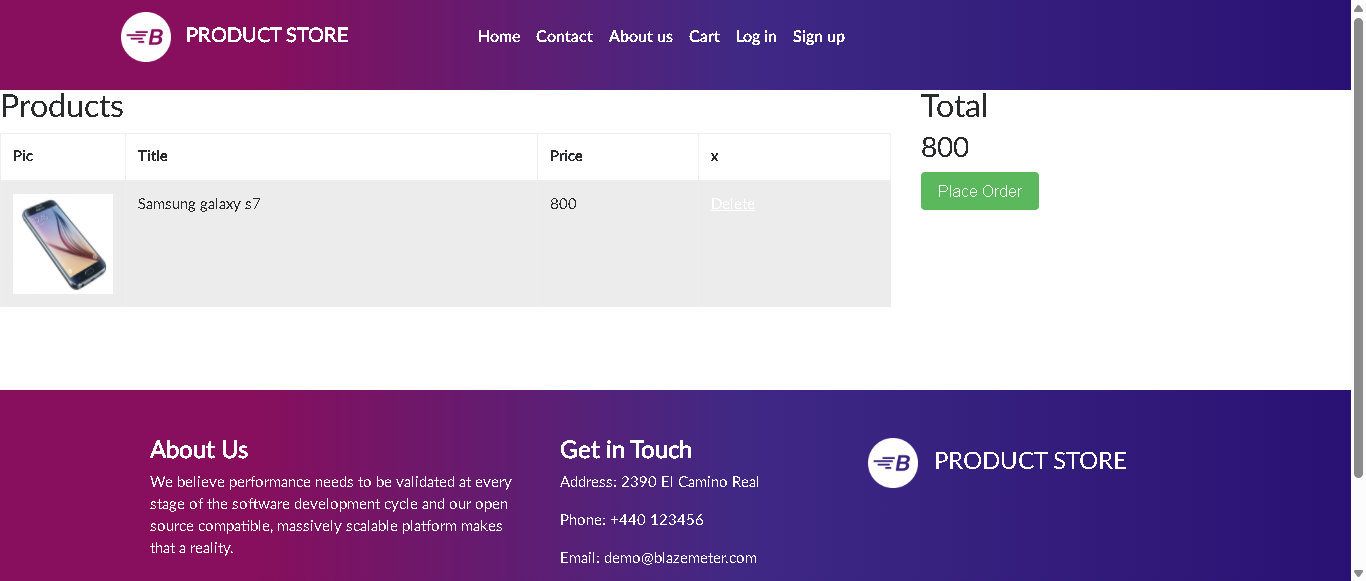 B PRODUCT STORE
Home Contact About us Cart Log in Sign up
Products
Pic Title Price x
Samsung galaxy s7 800 Delete
Total
800
Place Order
About Us
We believe performance needs to be validated at every
stage of the software development cycle and our open
source compatible, massively scalable platform makes
that a reality.
Get in Touch
Address: 2390 El Camino Real
Phone: +440 123456
Email: demo@blazemeter.com
B PRODUCT STORE